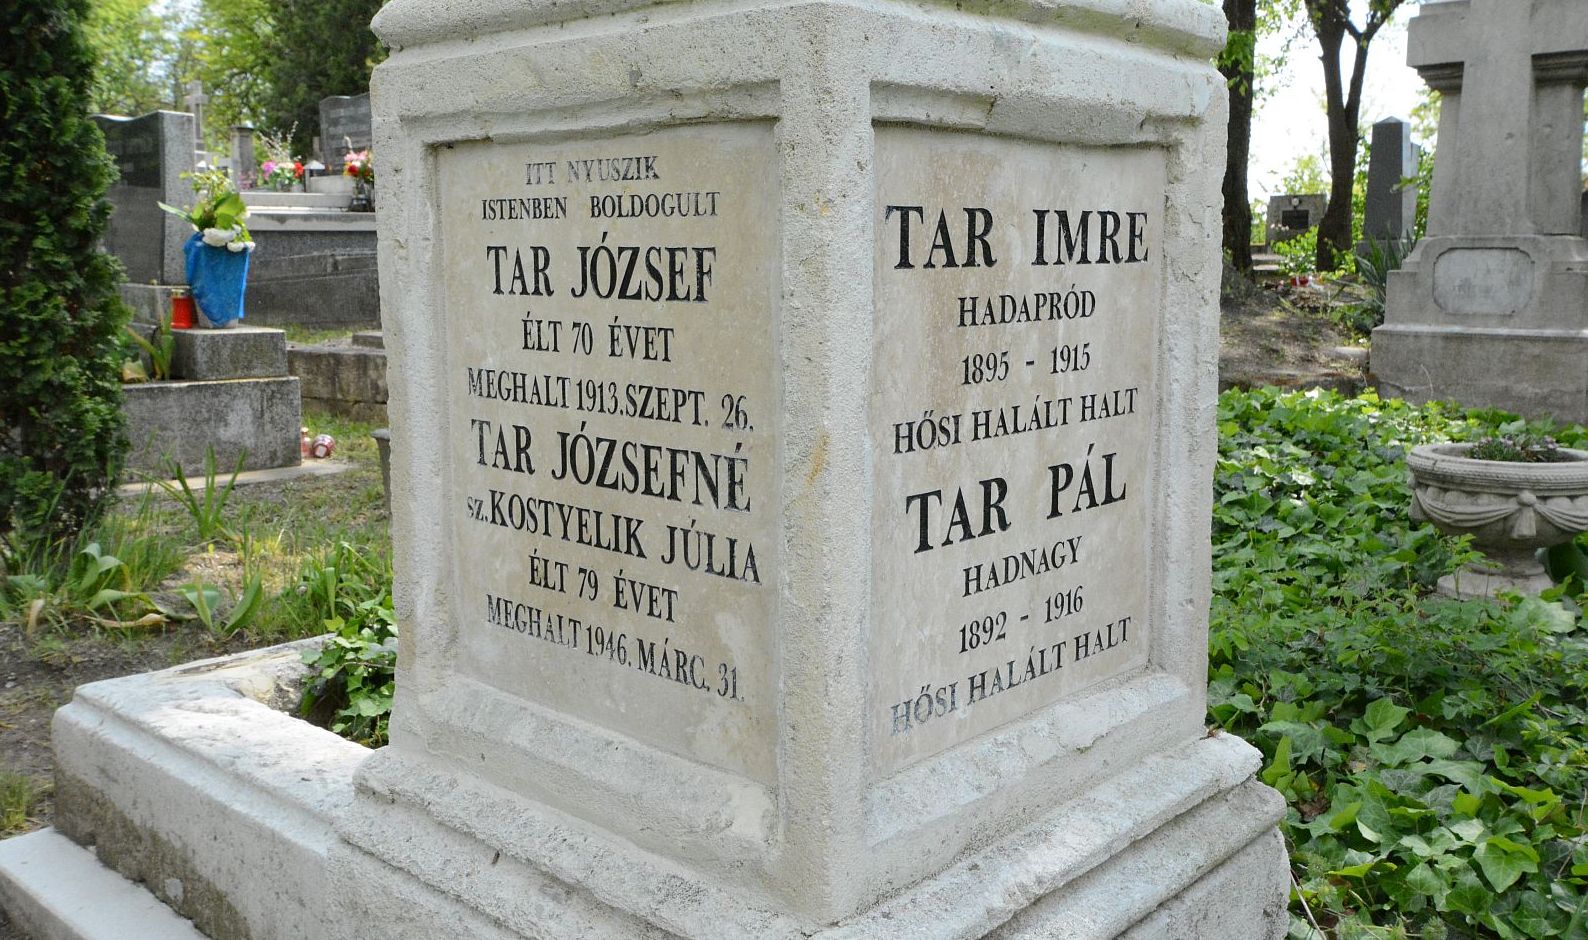 ITT NYUSZIK
ISTENBEN BOLDOGULT
TAR JÓZSEF
ÉLT 70 ÉVET
MEGHALT 1913.SZEPT. 26.
TAR JÓZSEFNÉ
sz.KOSTYELIK JÚLIA
ÉLT 79 ÉVET
MEGHALT 1946. MÁRC. 31.
TAR IMRE
HADAPRÓD
1895 - 1915
HŐSI HALÁLT HALT
TAR PÁL
HADNAGY
1892 - 1916
HŐSI HALÁLT HALT